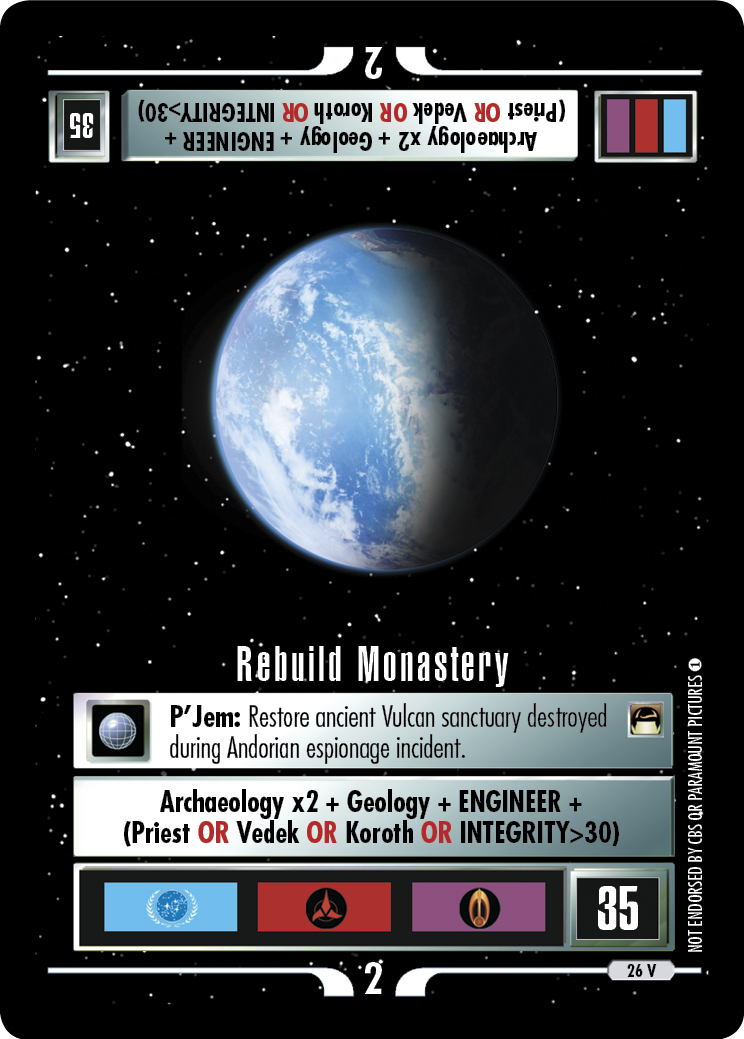 2
35
Archaeology x2 + Geology + ENGINEER +
(Priest OR Vedek OR Koroth OR INTEGRITY>30)
Rebuild Monastery
P'Jem: Restore ancient Vulcan sanctuary destroyed
during Andorian espionage incident.
Archaeology x2 + Geology + ENGINEER +
(Priest OR Vedek OR Koroth OR INTEGRITY>30)
35
2
26 V
NOT ENDORSED BY CBS OR PARAMOUNT PICTURES 1